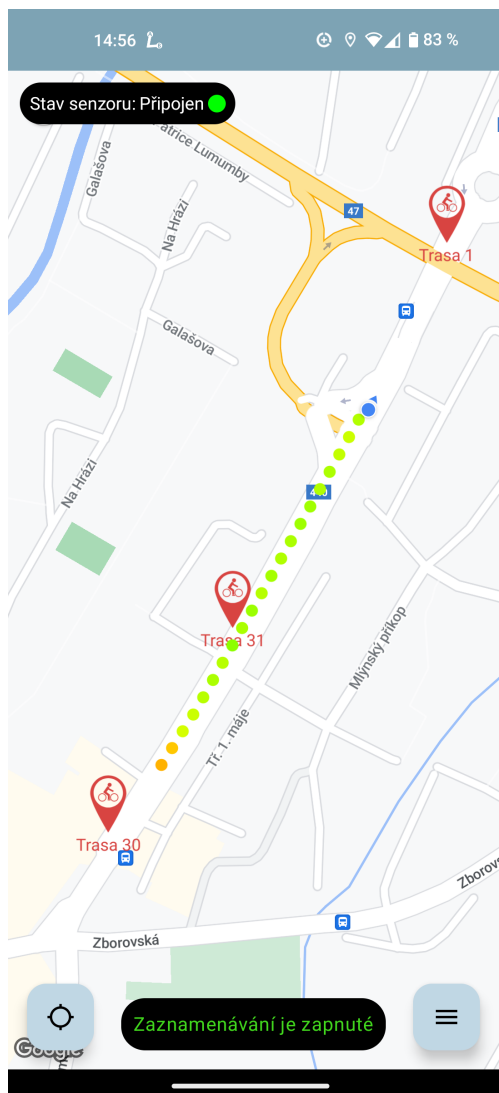 14:56
83 %
Stav senzoru: Připojen
Patrice Lumumby
Galašova
Na Hrázi
47
Trasa 1
Galašova
Na Hrázi
Trasa 31
Mlýnský příkop
Tř. 1. máje
Trasa 30
Zborovská
Zaznamenávání je zapnuté
Google